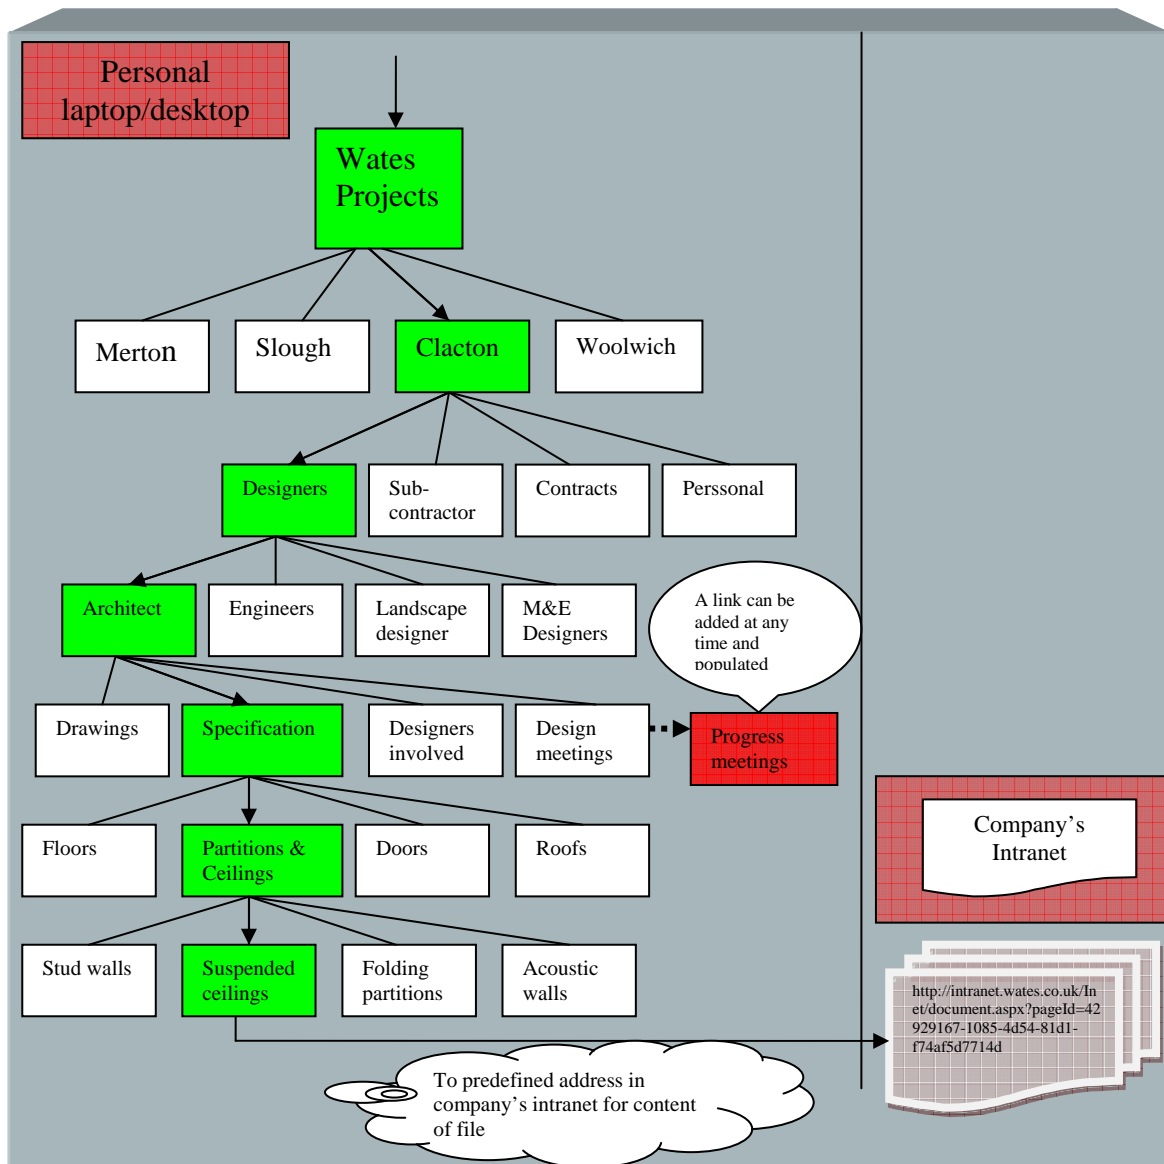 Personal
laptop/desktop
Wates
Projects
Merton
Slough
Clacton
Woolwich
Designers
Sub-
contractor
Contracts
Perssonal
Architect
Engineers
Landscape
designer
M&E
Designers
A link can be
added at any
time and
populated
Drawings
Specification
Designers
involved
Design
meetings
Progress
meetings
Floors
Partitions &
Ceilings
Doors
Roofs
Company’s
Intranet
Stud walls
Suspended
ceilings
Folding
partitions
Acoustic
walls
http://intranet.wates.co.uk/In
et/document.aspx?pageId=42
929167-1085-4d54-81d1-
f74af5d7714d
To predefined address in
company’s intranet for content
of file